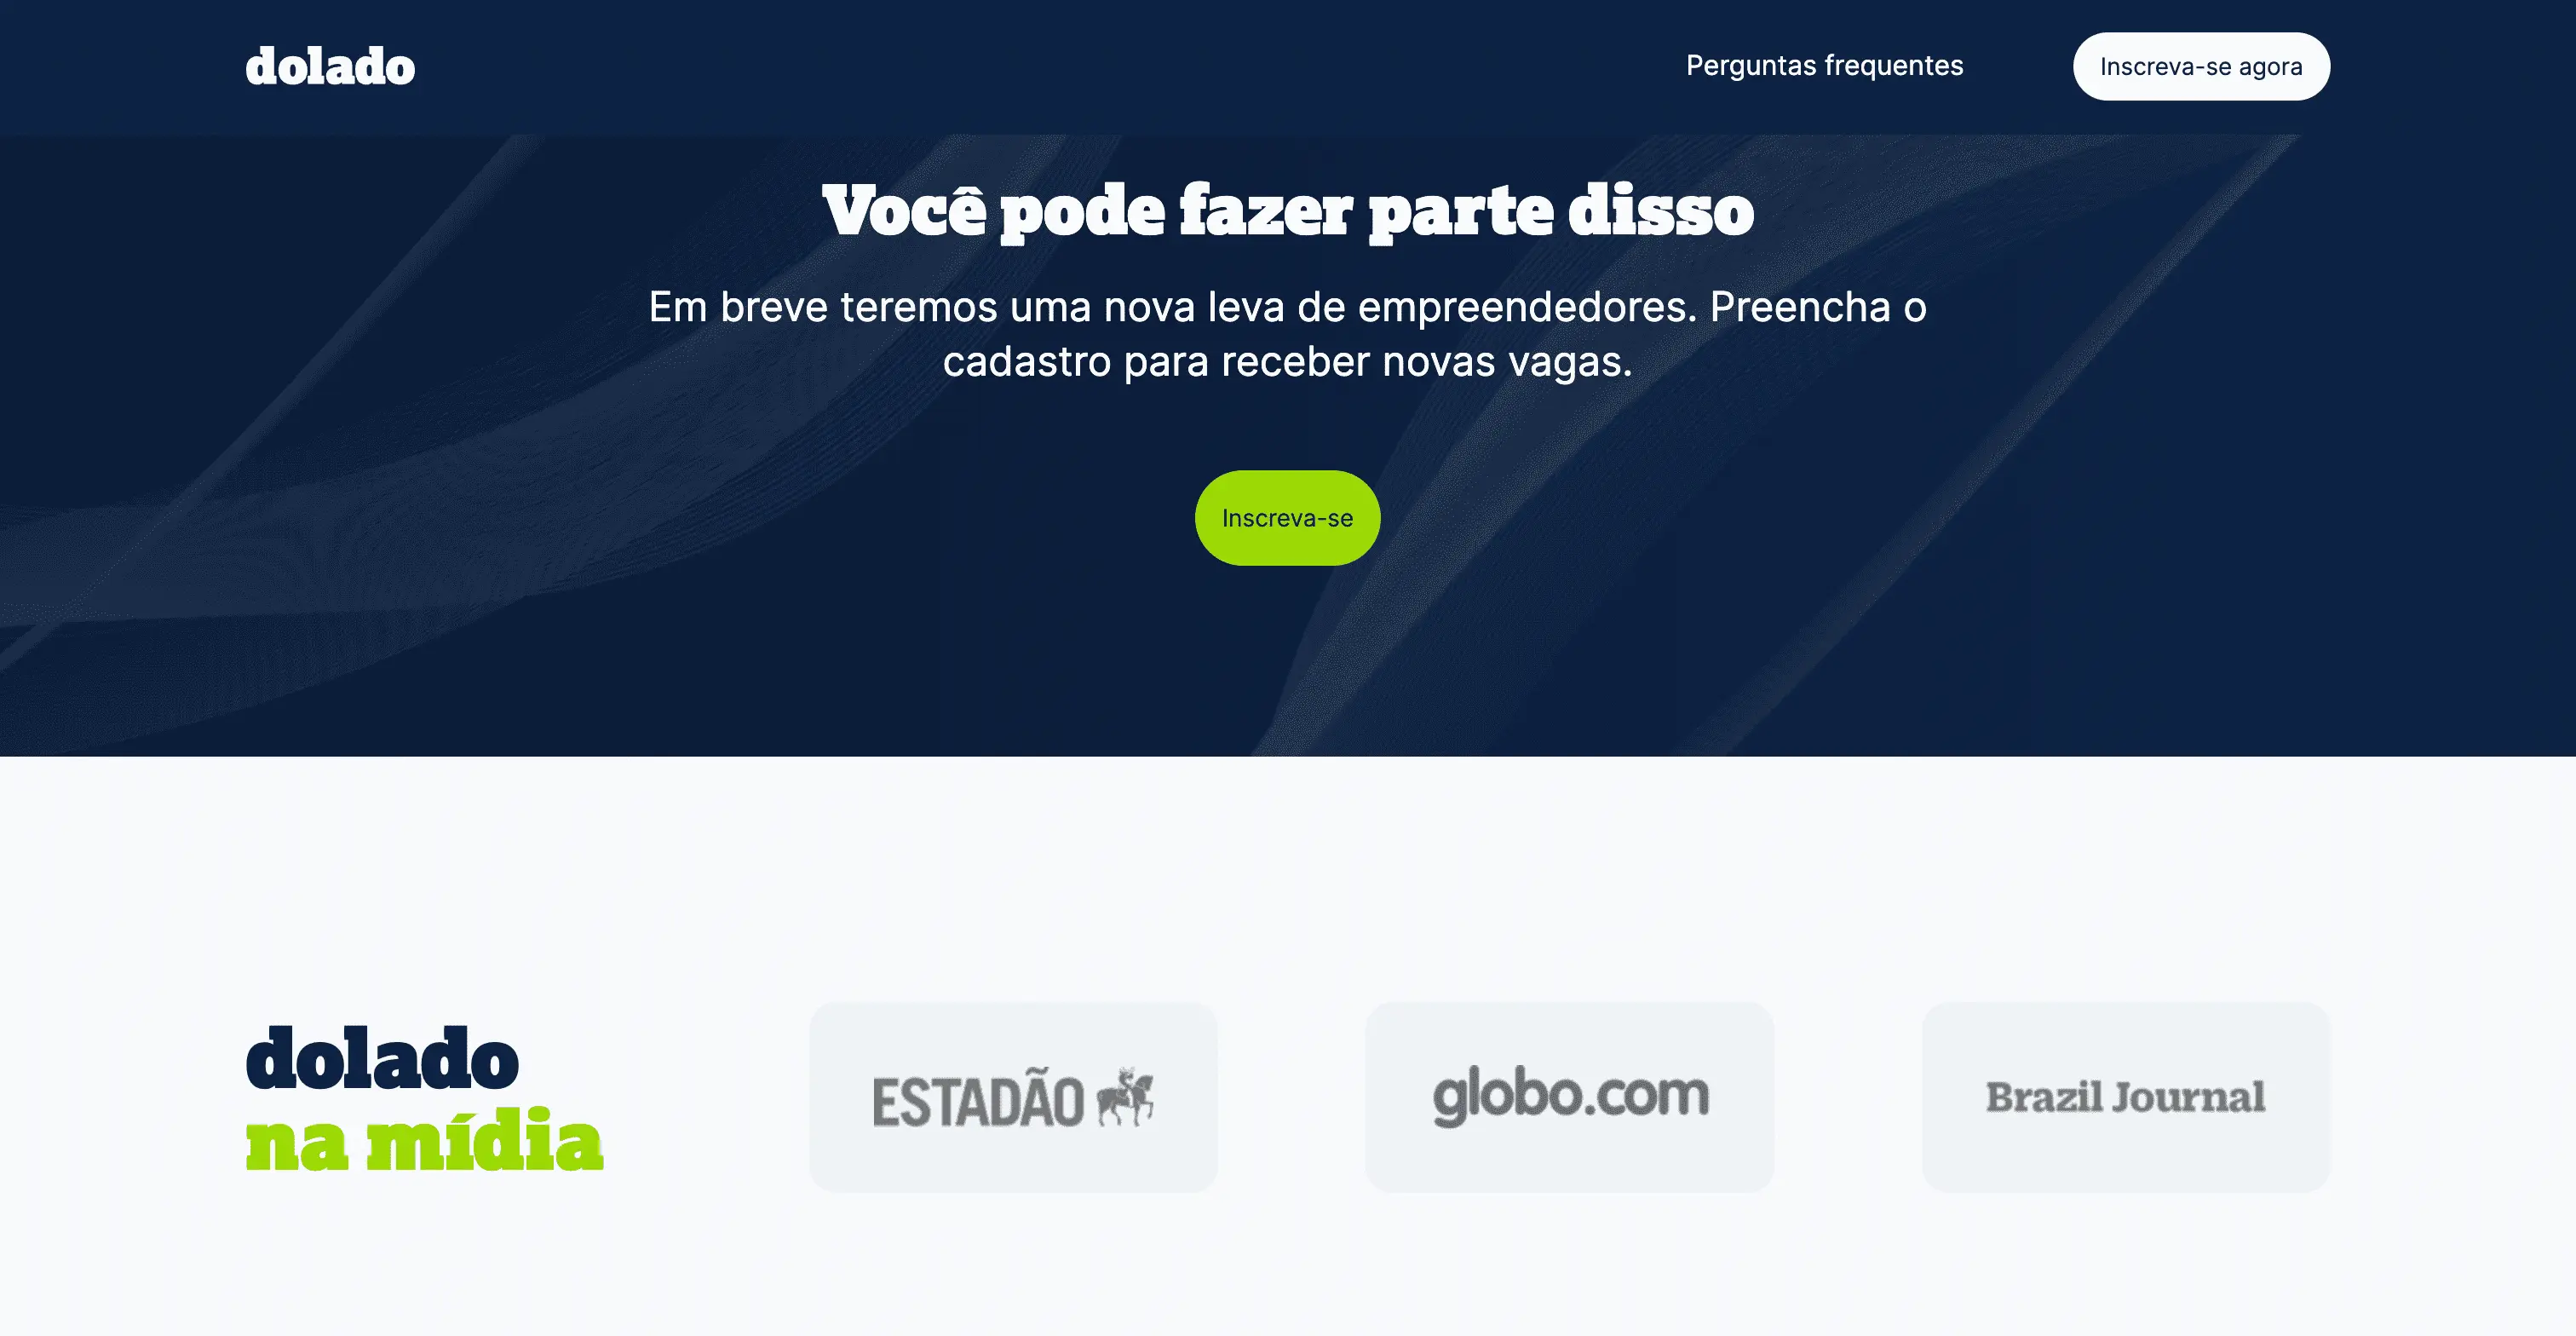 dolado
Perguntas frequentes
Inscreva-se agora
Você pode fazer parte disso
Em breve teremos uma nova leva de empreendedores. Preencha o
cadastro para receber novas vagas.
Inscreva-se
dolado
na mídia
ESTADÃO
globo.com
Brazil Journal